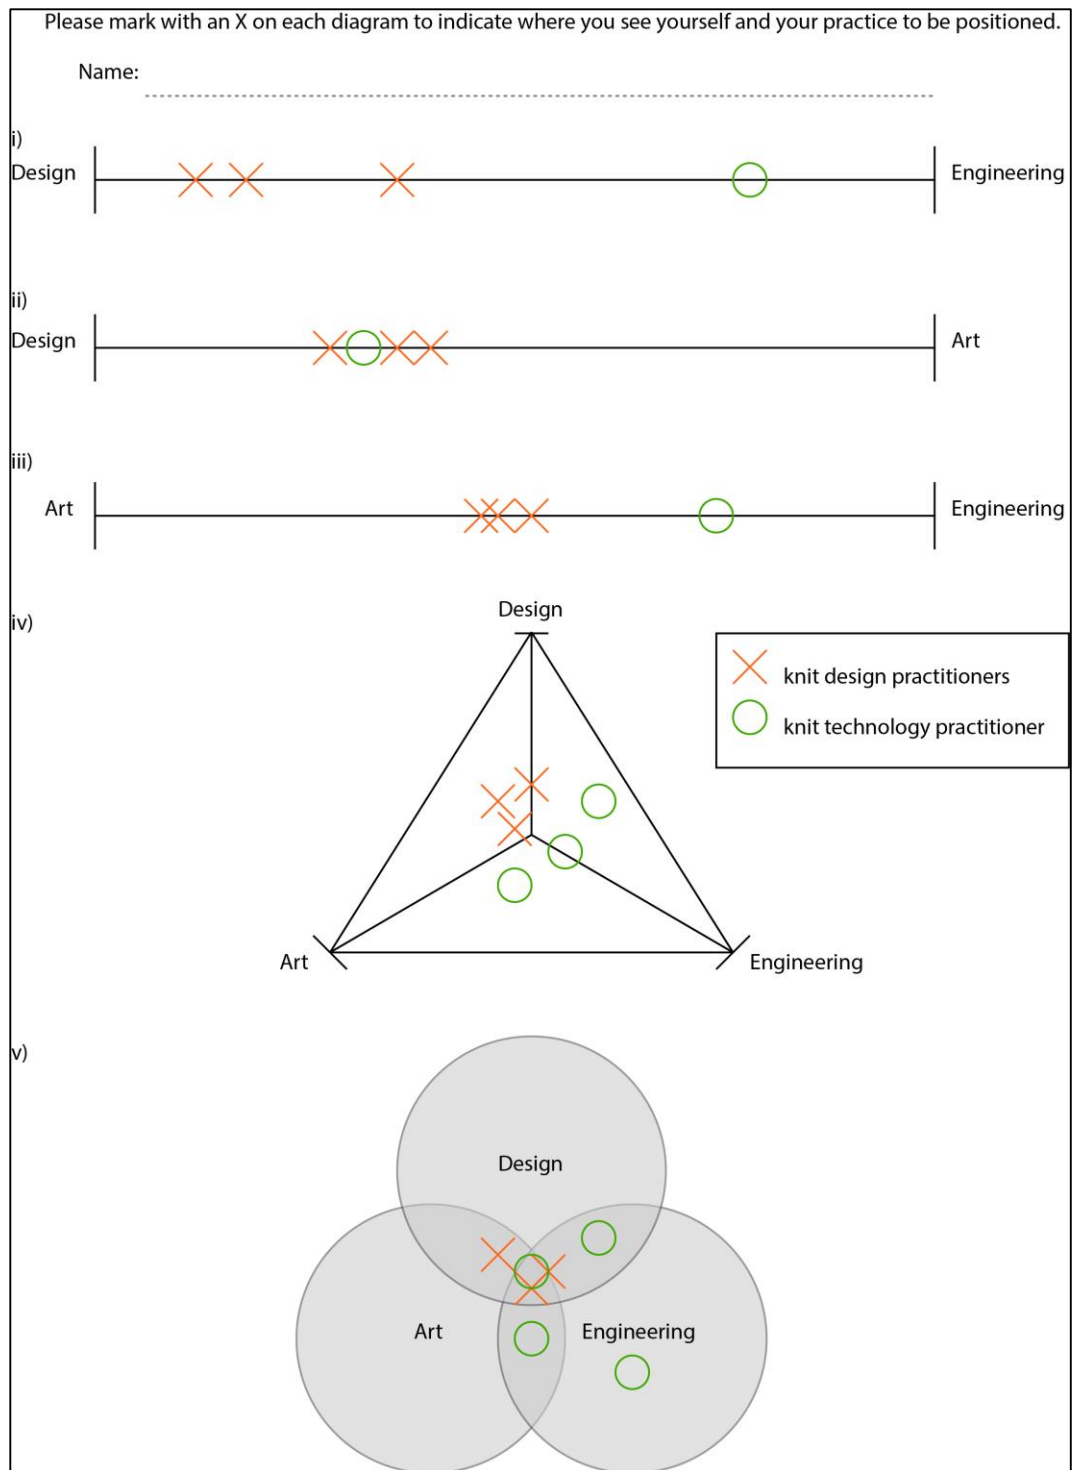 Please mark with an X on each diagram to indicate where you see yourself and your practice to be positioned.
Name:
i)
Design
Engineering
ii)
Design
Art
iii)
Art
Engineering
iv)
Design
knit design practitioners
knit technology practitioner
Art
Engineering
v)
Design
Art
Engineering